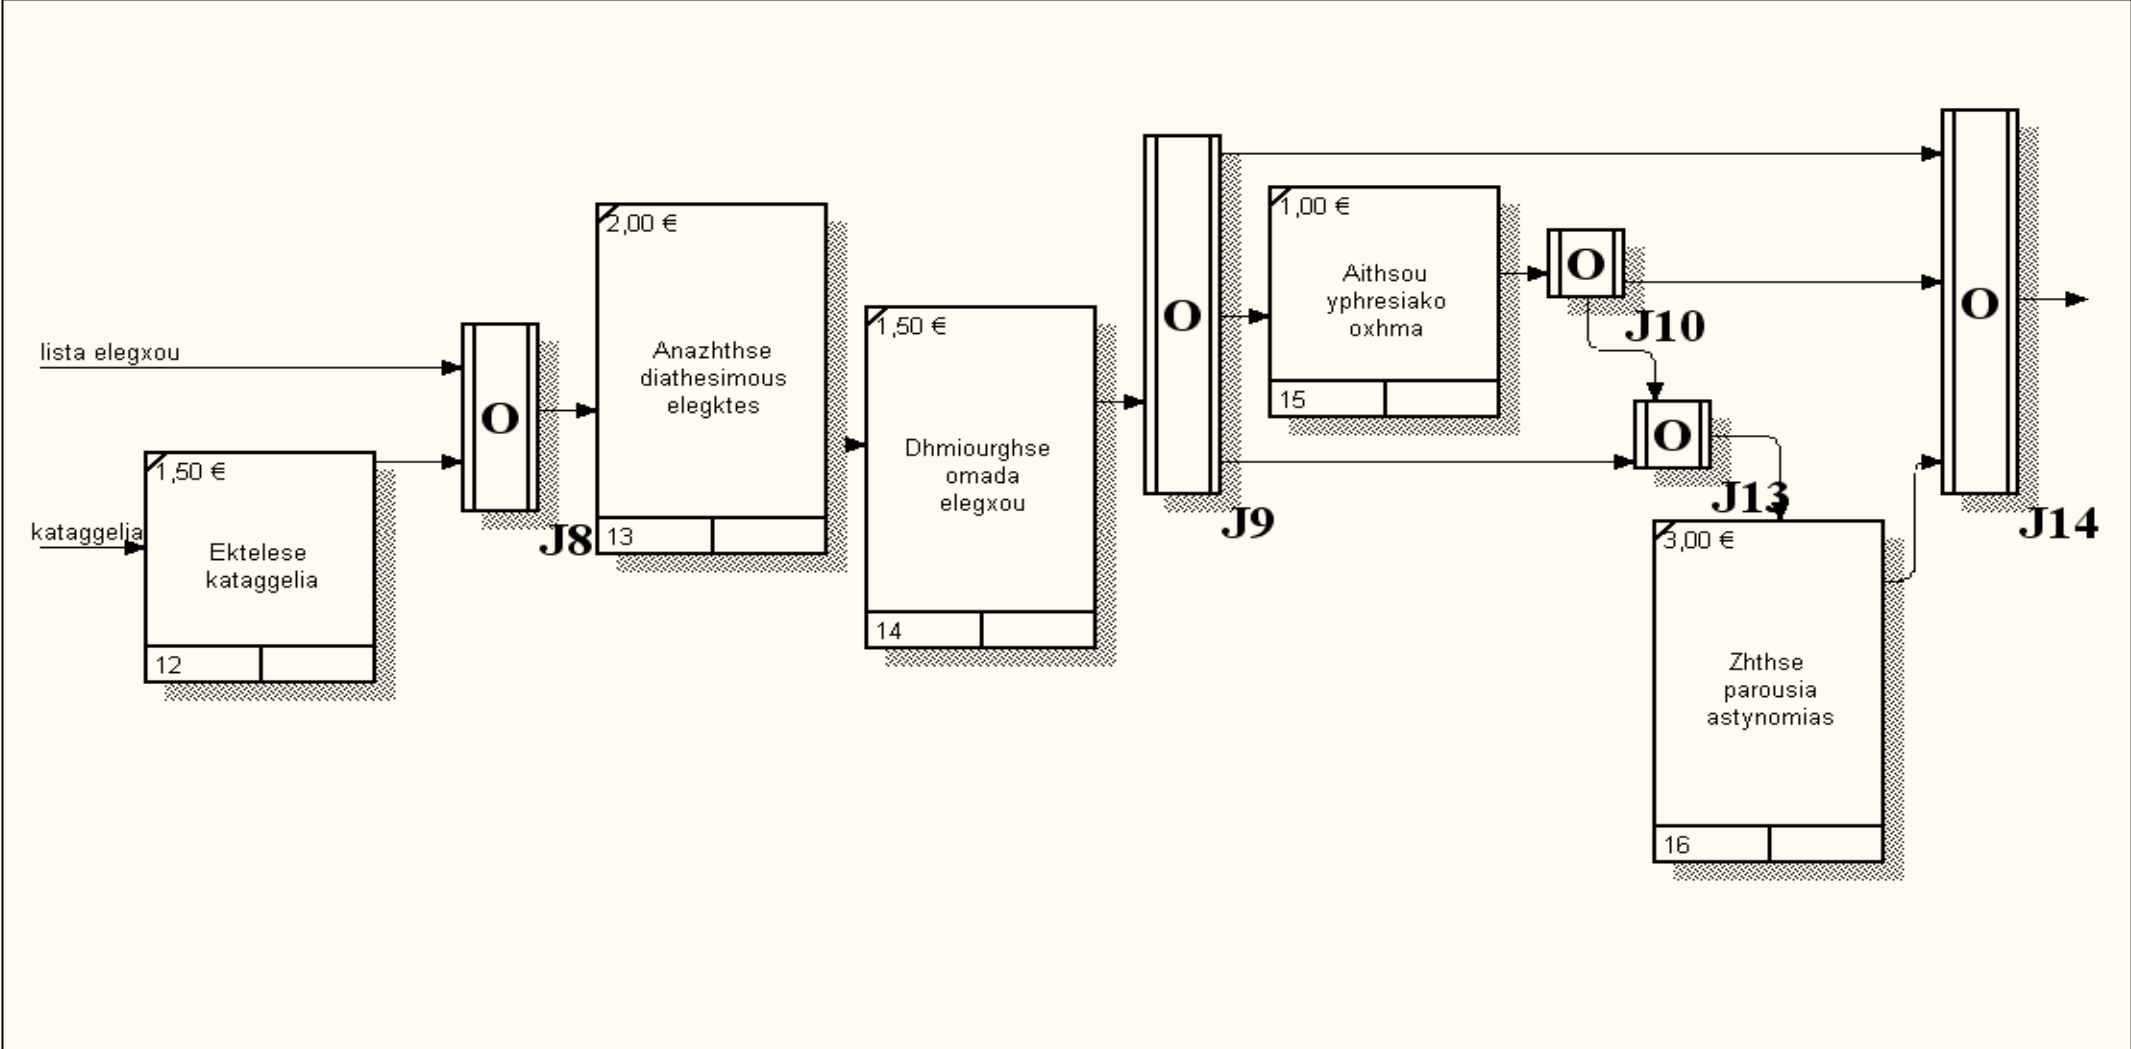 lista elegxou
kataggelia
1,50 €
Ektelese
kataggelia
12
O
J8
2,00 €
Anazhthse
diathesimous
elegktes
13
1,50 €
Dhmiourghse
omada
elegxou
14
O
J9
1,00 €
Aithsou
yphresiako
oxhma
15
O
J10
O
J13
3,00 €
Zhthse
parousia
astynomias
16
O
J14